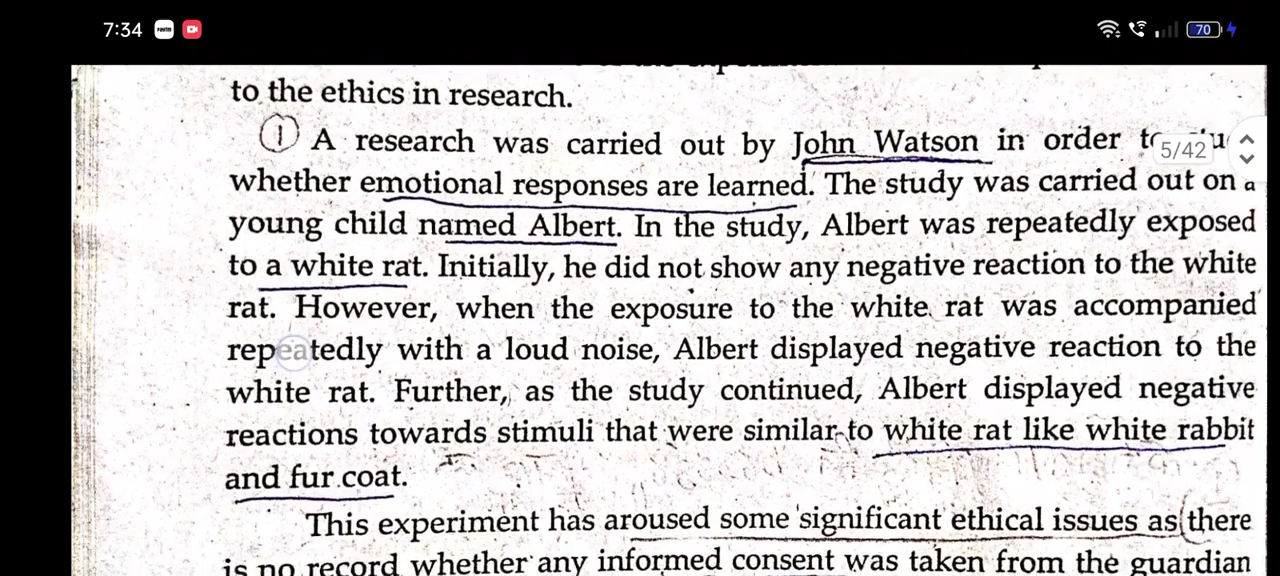 7:34
70
to the ethics in research.
① A research was carried out by John Watson in order
5/42
whether emotional responses are learned. The study was carried out on a
young child named Albert. In the study, Albert was repeatedly exposed
to a white rat. Initially, he did not show any negative reaction to the white
rat. However, when the exposure to the white rat was accompanied
repeatedly with a loud noise, Albert displayed negative reaction to the
white rat. Further, as the study continued, Albert displayed negative
reactions towards stimuli that were similar to white rat like white rabbit
and fur coat.
This experiment has aroused some significant ethical issues as (there
is no record whether any informed consent was taken from the guardian